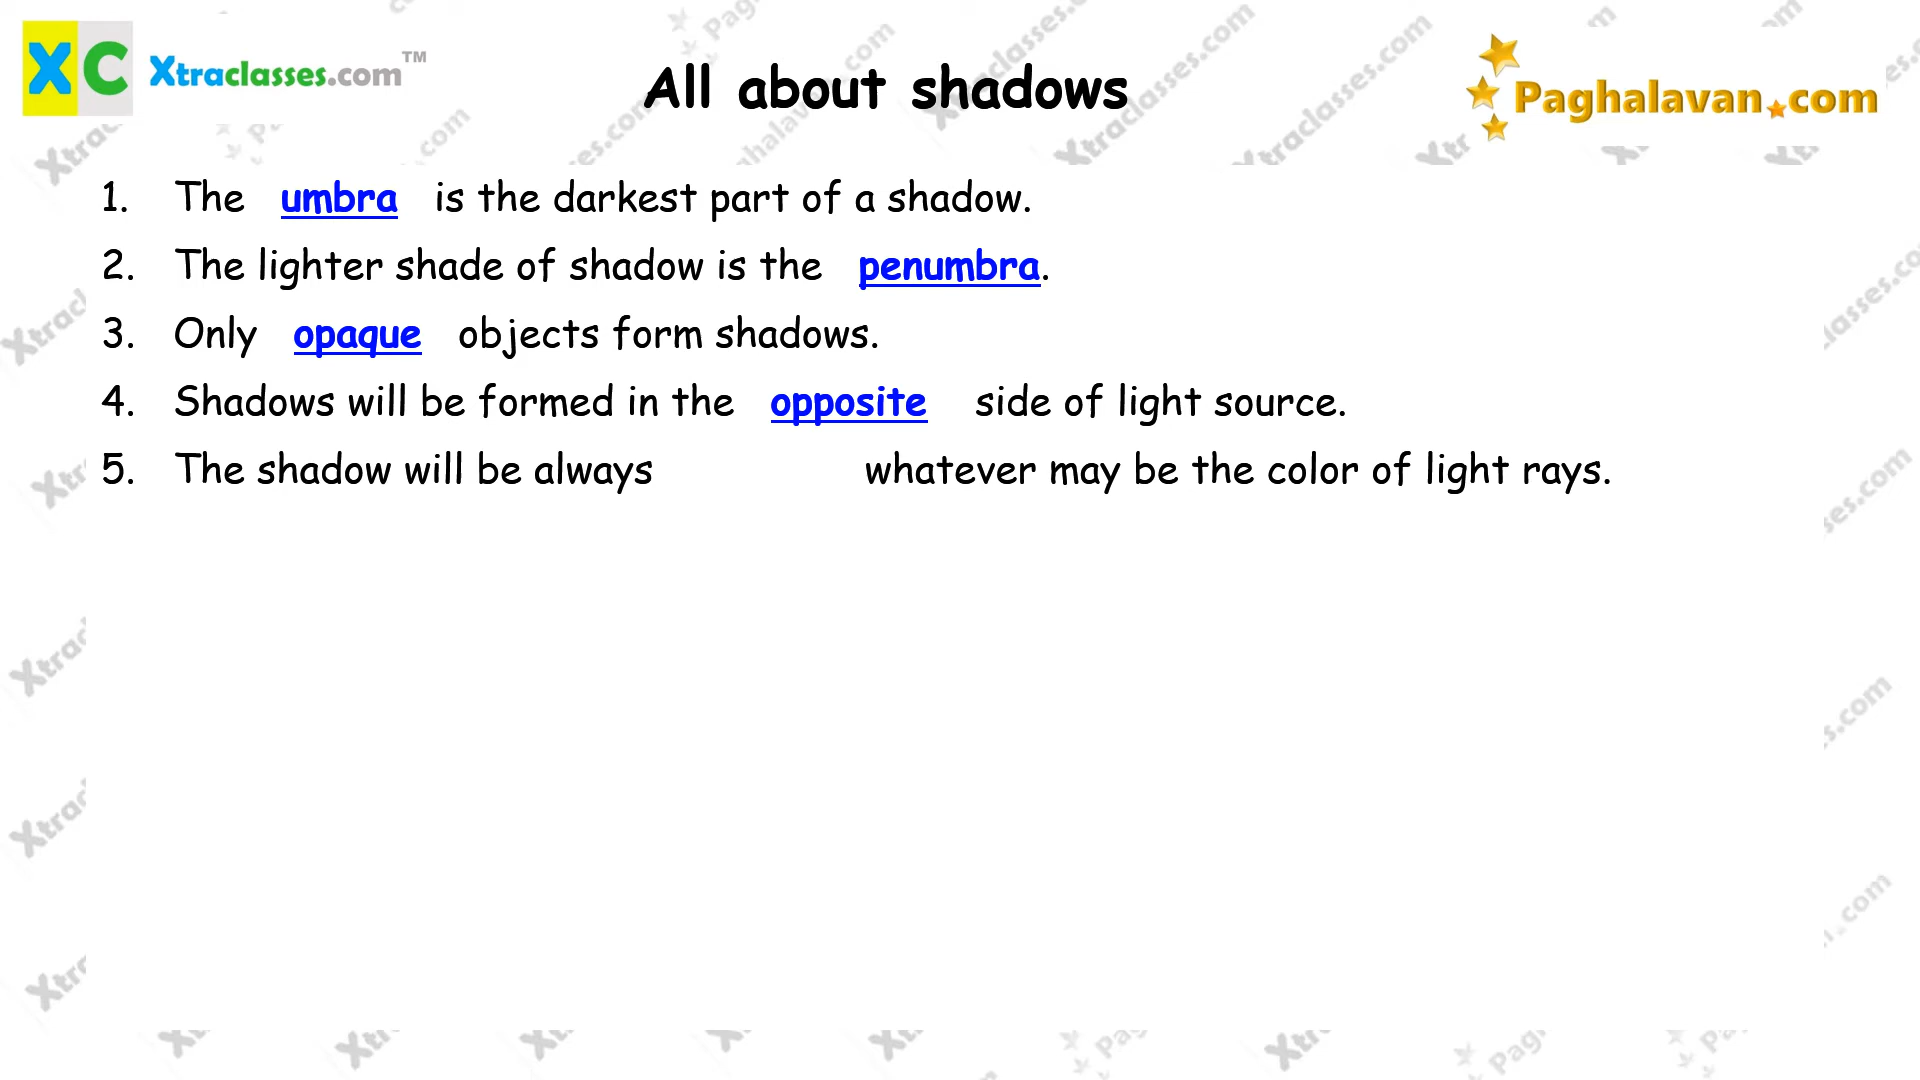 XC Xtraclasses.com™
All about shadows
Paghalavan.com
1. The umbra is the darkest part of a shadow.
2. The lighter shade of shadow is the penumbra.
3. Only opaque objects form shadows.
4. Shadows will be formed in the opposite side of light source.
5. The shadow will be always whatever may be the color of light rays.